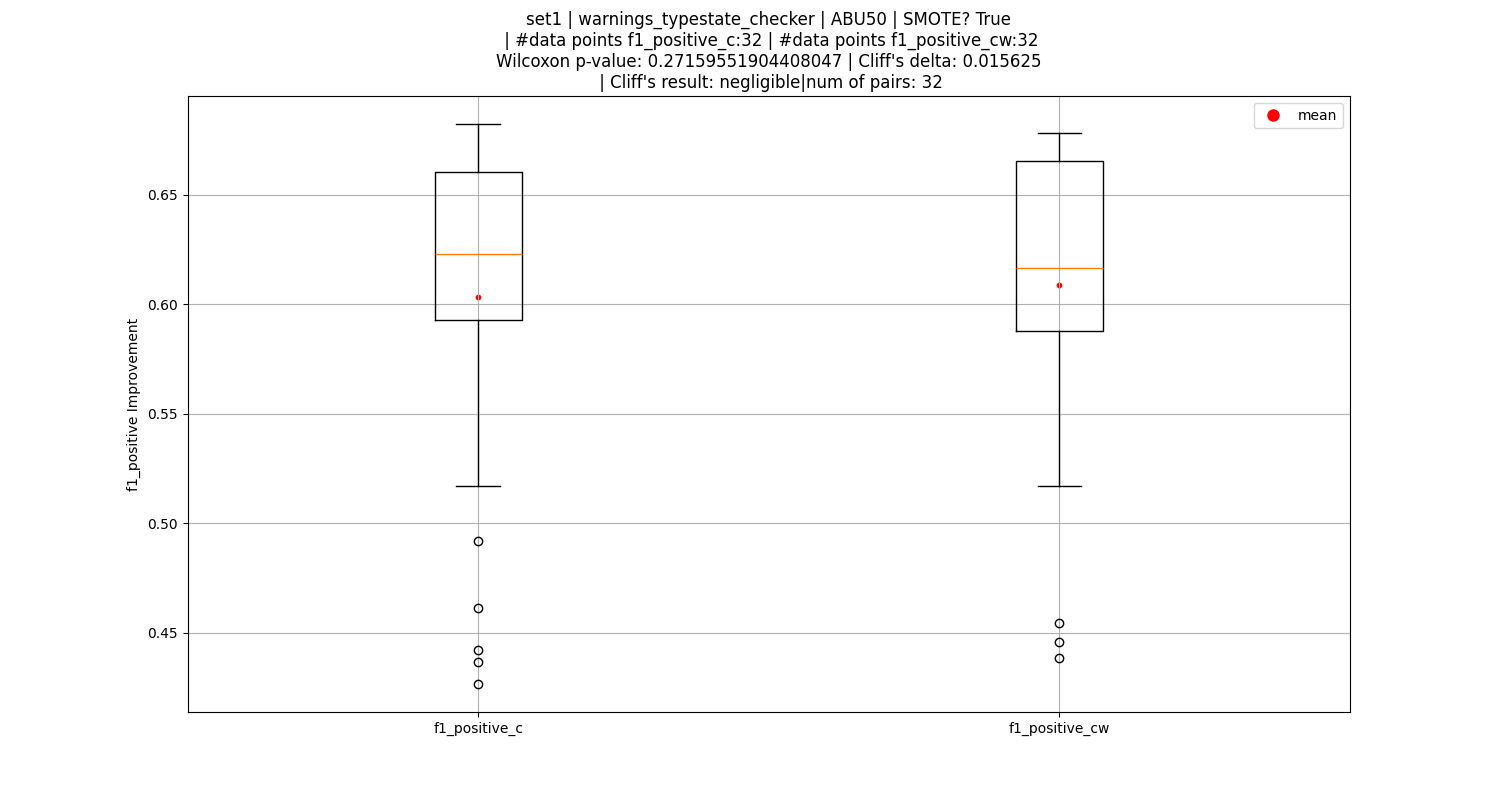 set1 | warnings_typestate_checker | ABU50 | SMOTE? True
| #data points f1_positive_c:32 | #data points f1_positive_cw:32
Wilcoxon p-value: 0.27159551904408047 | Cliff's delta: 0.015625
| Cliff's result: negligible|num of pairs: 32
mean
0.65
0.60
0.55
0.50
0.45
f1_positive Improvement
f1_positive_c
f1_positive_cw